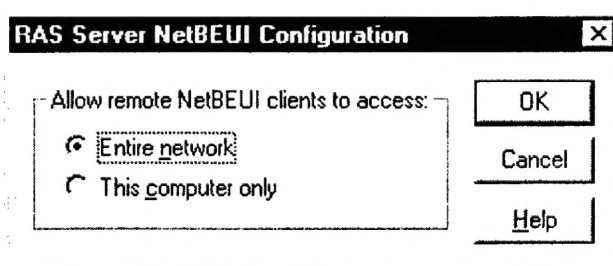 RAS Server NetBEUI Configuration
Allow remote NetBEUI clients to access:
Entire network
This computer only
OK
Cancel
Help